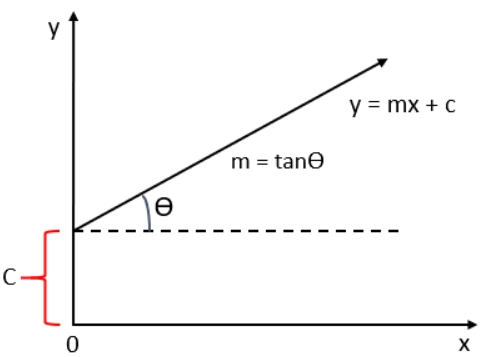 y
y = mx + c
m = tanϴ
ϴ
C
0
x